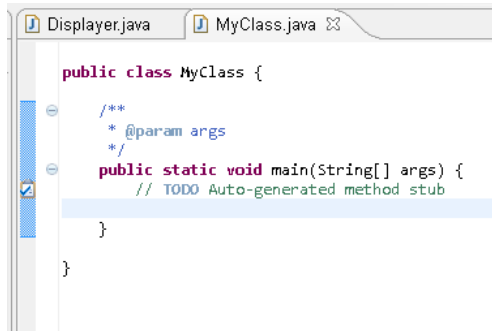 Displayer.java
MyClass.java
public class MyClass {
/**
* @param args
*/
public static void main(String[] args) {
// TODO Auto-generated method stub
}
}